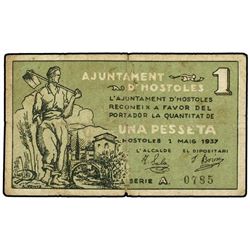 AJUNTAMENT
D'HOSTOLES
1
L'AJUNTAMENT D'HOSTOLES
RECONEIX A FAVOR DEL
PORTADOR LA QUANTITAT DE
UNA PESSETA
HOSTOLES 1 MAIG 1937
L'ALCALDE EL DIPOSITARI
SÈRIE A. 0785